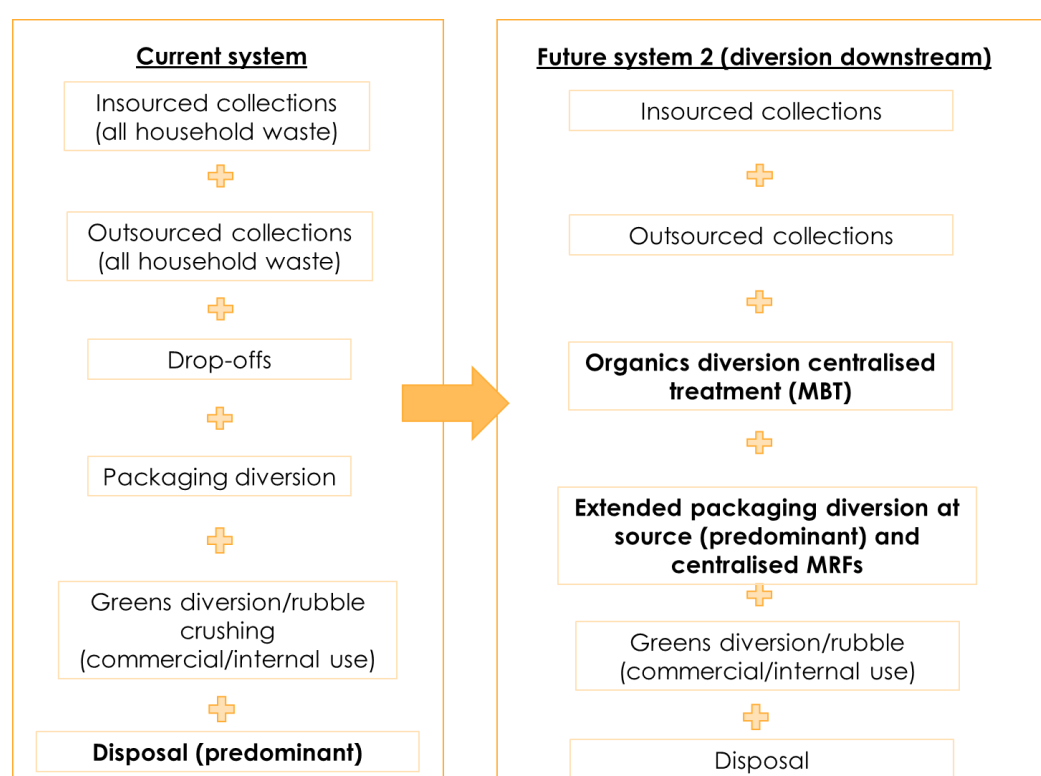 Current system
Insourced collections
(all household waste)
Outsourced collections
(all household waste)
Drop-offs
Packaging diversion
Greens diversion/rubble
crushing
(commercial/internal use)
Disposal (predominant)
Future system 2 (diversion downstream)
Insourced collections
Outsourced collections
Organics diversion centralised
treatment (MBT)
Extended packaging diversion at
source (predominant) and
centralised MRFs
Greens diversion/rubble
(commercial/internal use)
Disposal